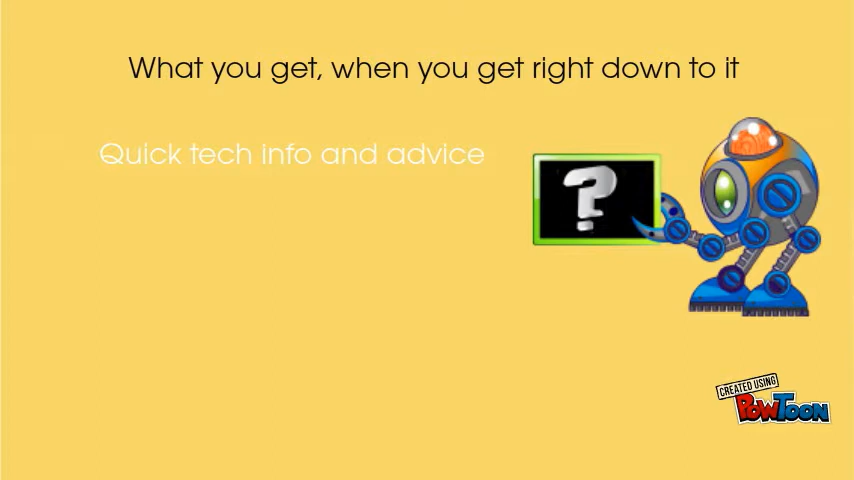 What you get, when you get right down to it
Quick tech info and advice
?
CREATED USING
POWTOON